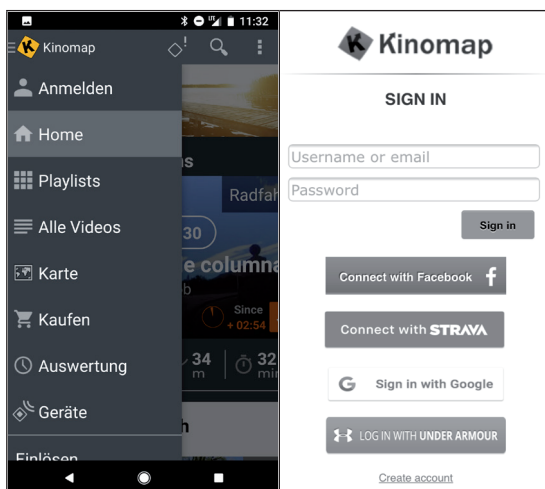 11:32
Kinomap
Anmelden
Home
Playlists
Alle Videos
Karte
Kaufen
Auswertung
Geräte
Einlösen
Radfah
30
e columna
b
Since
+ 02:54
34
m
32
min
h
Kinomap
SIGN IN
Username or email
Password
Sign in
Connect with Facebook f
Connect with STRAVA
G Sign in with Google
LOG IN WITH UNDER ARMOUR
Create account